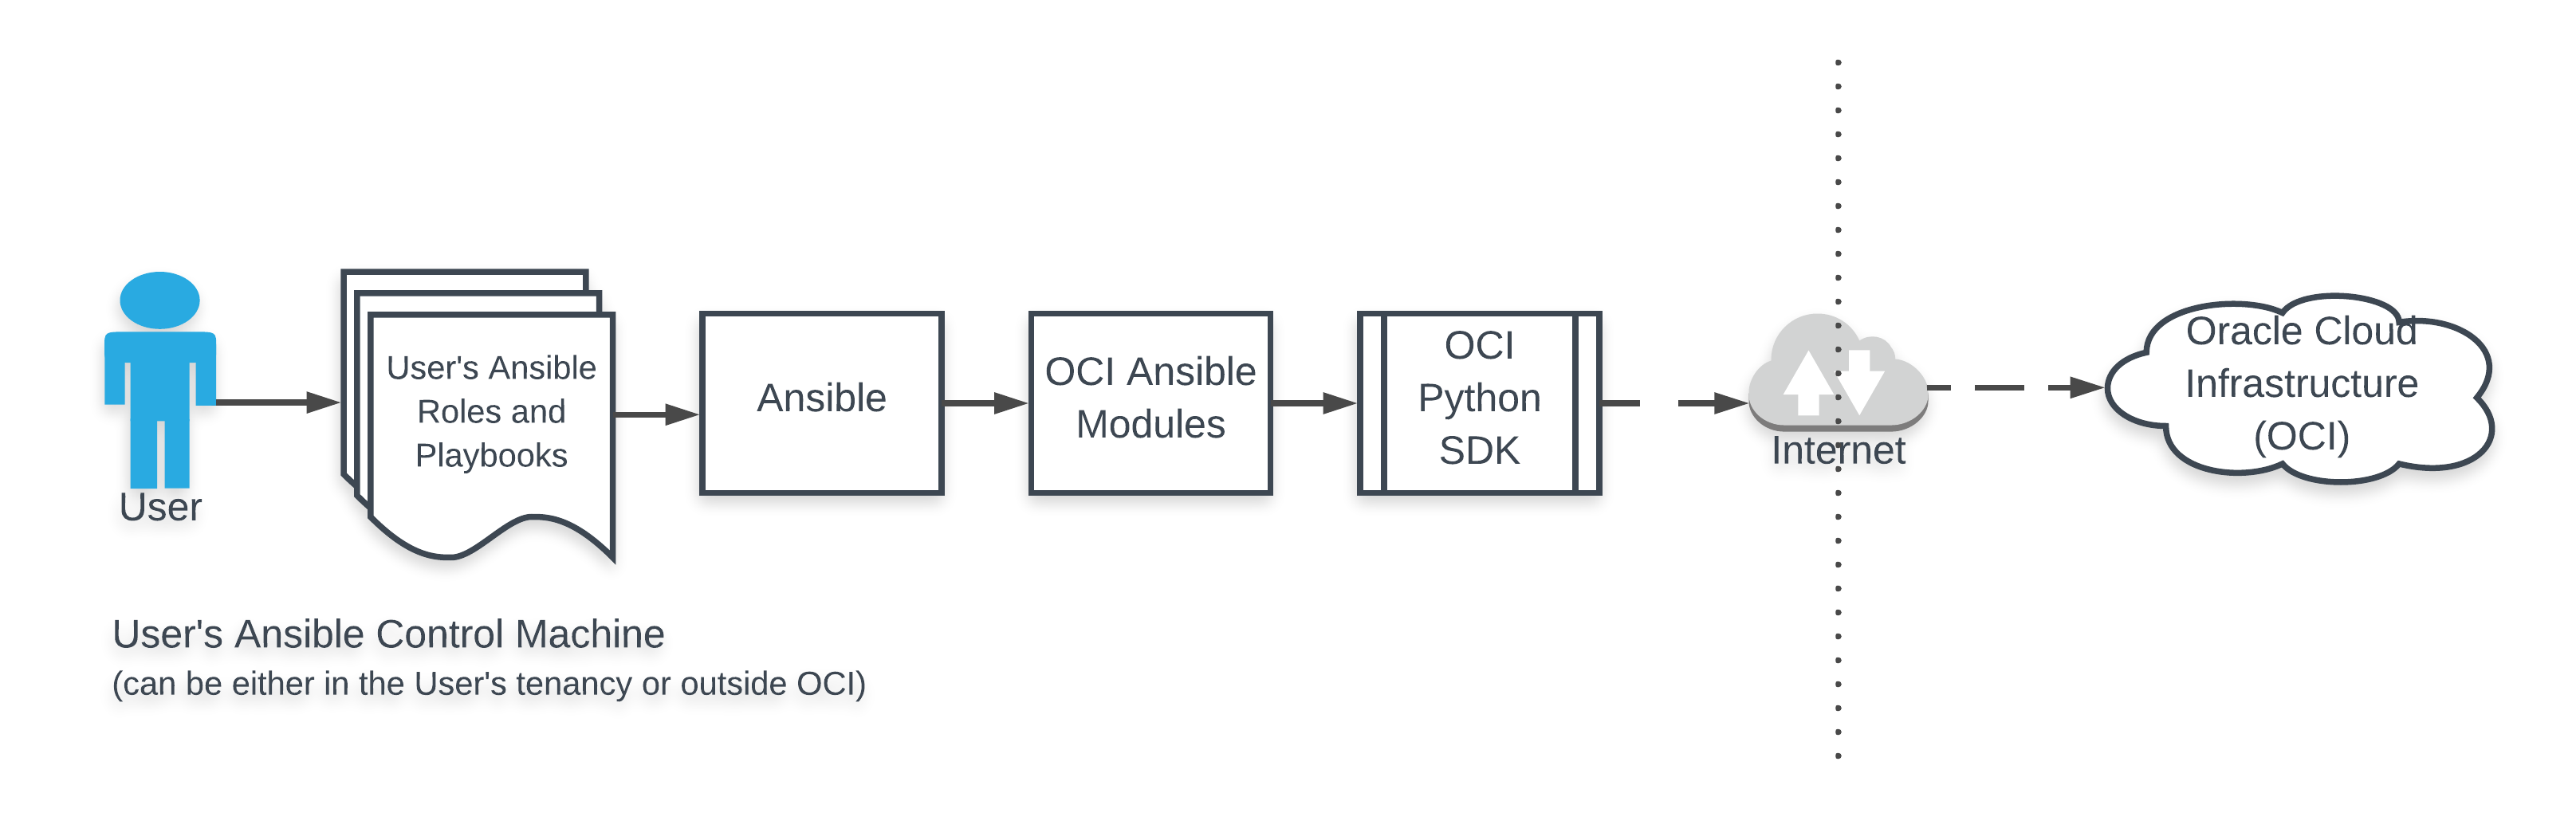 User
User's Ansible
Roles and
Playbooks
Ansible
OCI Ansible
Modules
OCI
Python
SDK
Internet
Oracle Cloud
Infrastructure
(OCI)
User's Ansible Control Machine
(can be either in the User's tenancy or outside OCI)